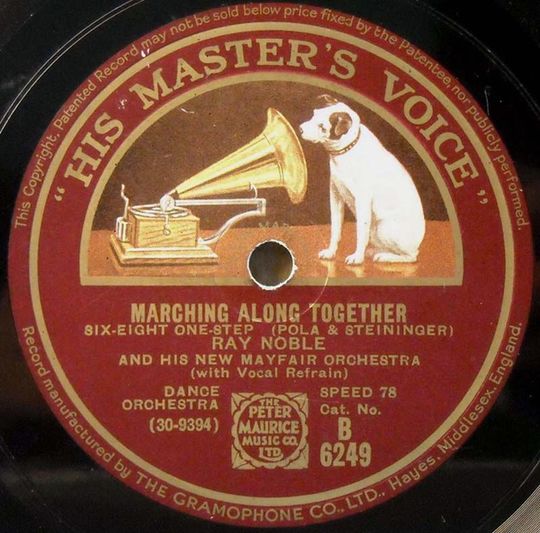 This Copyright, Patented Record may not be sold below price fixed by the Patentee, nor publicly performed.
"HIS MASTER'S VOICE"
MARCHING ALONG TOGETHER
SIX-EIGHT ONE-STEP (POLA & STEININGER)
RAY NOBLE
AND HIS NEW MAYFAIR ORCHESTRA
(with Vocal Refrain)
DANCE
ORCHESTRA
(30-9394)
THE
PETER
MAURICE
MUSIC CO.
LTD
SPEED 78
Cat. No.
B
6249
Record manufactured by THE GRAMOPHONE CO., LTD., Hayes, Middlesex, England.